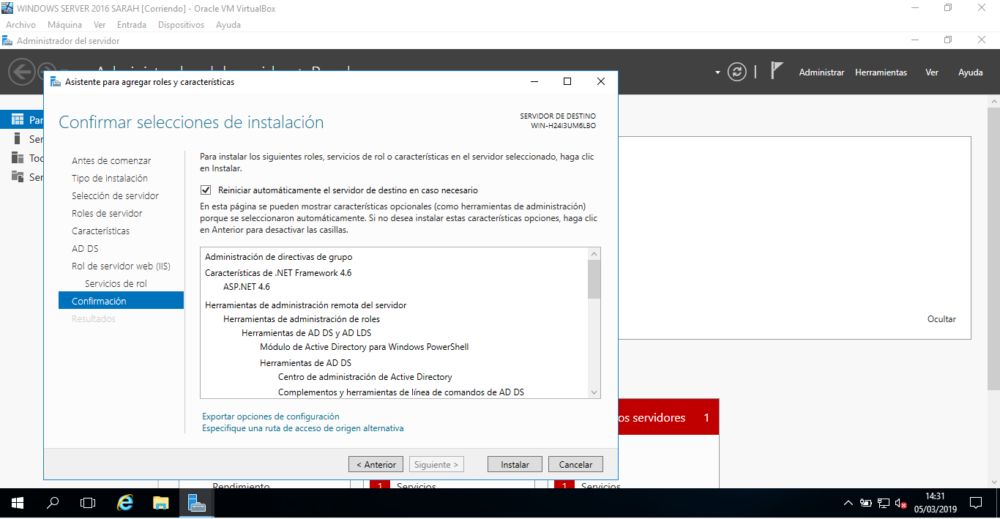 WINDOWS SERVER 2016 SARAH [Corriendo] - Oracle VM VirtualBox
Archivo Máquina Ver Entrada Dispositivos Ayuda
Administrador del servidor
Administrar Herramientas Ver Ayuda
Asistente para agregar roles y características
Confirmar selecciones de instalación
SERVIDOR DE DESTINO
WIN-H24I3UM6LBO
Par
Ser
Toc
Ser
Antes de comenzar
Tipo de instalación
Selección de servidor
Roles de servidor
Características
AD DS
Rol de servidor web (IIS)
Servicios de rol
Confirmación
Resultados
Para instalar los siguientes roles, servicios de rol o características en el servidor seleccionado, haga clic
en Instalar.
Reiniciar automáticamente el servidor de destino en caso necesario
En esta página se pueden mostrar características opcionales (como herramientas de administración)
porque se seleccionaron automáticamente. Si no desea instalar estas características opciones, haga clic
en Anterior para desactivar las casillas.
Administración de directivas de grupo
Características de .NET Framework 4.6
ASP.NET 4.6
Herramientas de administración remota del servidor
Herramientas de administración de roles
Herramientas de AD DS y AD LDS
Módulo de Active Directory para Windows PowerShell
Herramientas de AD DS
Centro de administración de Active Directory
Complementos y herramientas de línea de comandos de AD DS
Exportar opciones de configuración
Especifique una ruta de acceso de origen alternativa
< Anterior Siguiente > Instalar Cancelar
Ocultar
os servidores 1
Rendimiento 1 Servicios 1 Servicios
14:31
05/03/2019